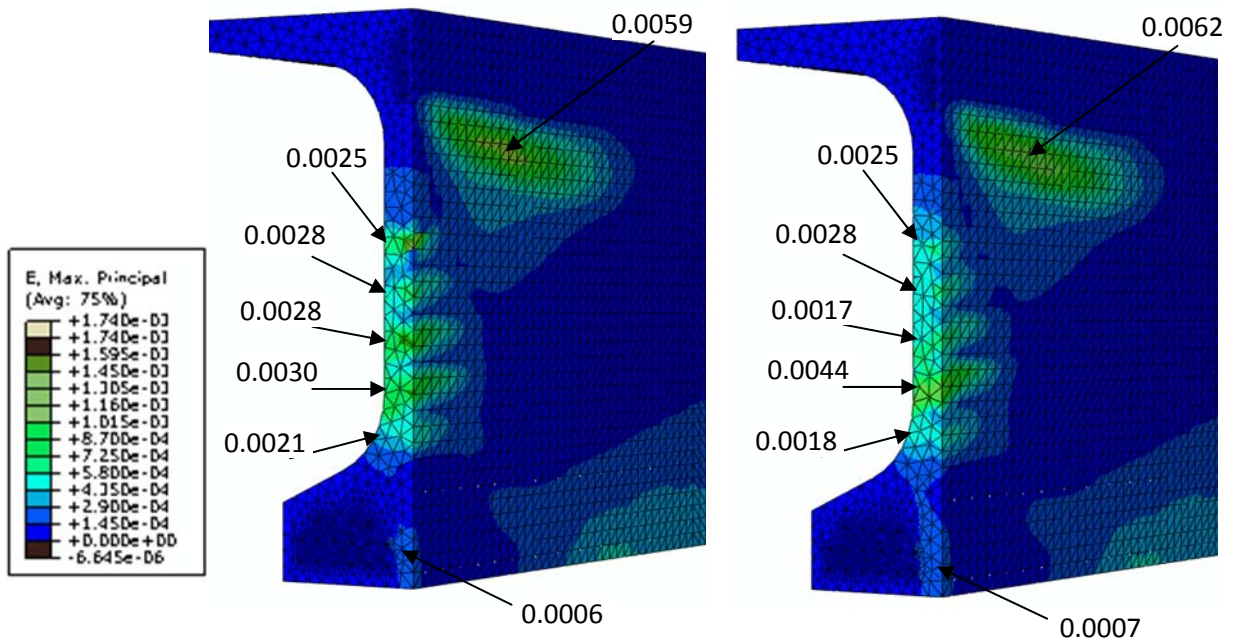 0.0059
0.0062
0.0025
0.0025
0.0028
0.0028
E, Max. Principal
(Avg: 75%)
+1.740e-03
+1.740e-03
+1.595e-03
+1.450e-03
+1.305e-03
+1.160e-03
+1.015e-03
+8.700e-04
+7.250e-04
+5.800e-04
+4.350e-04
+2.900e-04
+1.450e-04
+0.000e+00
-6.645e-06
0.0028
0.0017
0.0030
0.0044
0.0021
0.0018
0.0006
0.0007